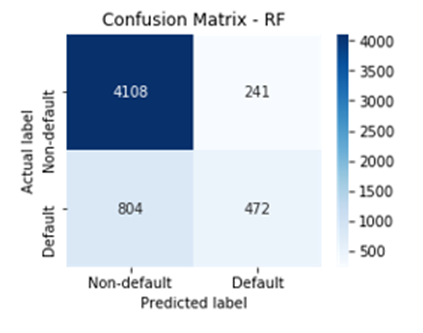 Confusion Matrix - RF
Actual label
Non-default
4108
241
Default
804
472
Non-default
Default
Predicted label
4000
3500
3000
2500
2000
1500
1000
500